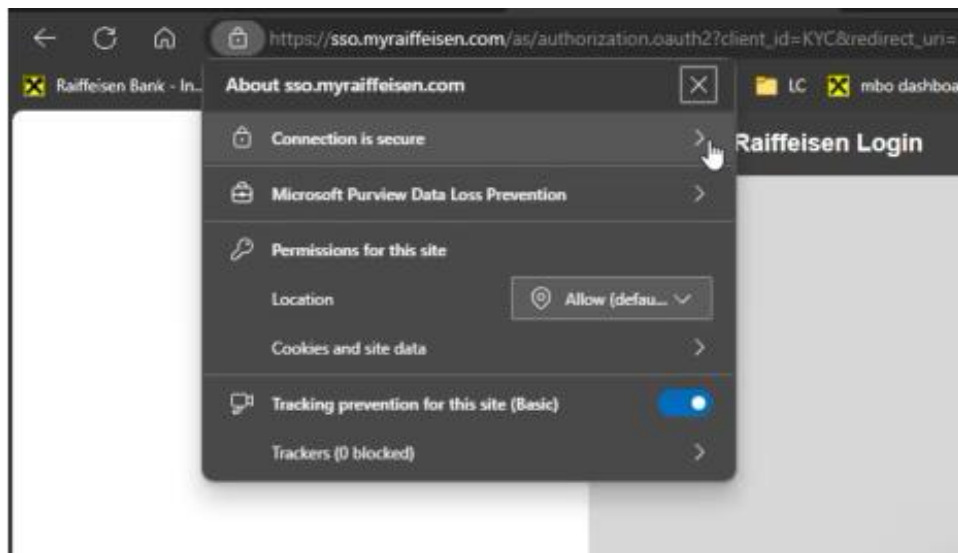 https://sso.myraiffeisen.com/as/authorization.oauth2?client_id=KYC&redirect_uri=
Raiffeisen Bank - In...
About sso.myraiffeisen.com
LC
mbo dashboa
Connection is secure
Raiffeisen Login
Microsoft Purview Data Loss Prevention
Permissions for this site
Location
Allow (defau...
Cookies and site data
Tracking prevention for this site (Basic)
Trackers (0 blocked)